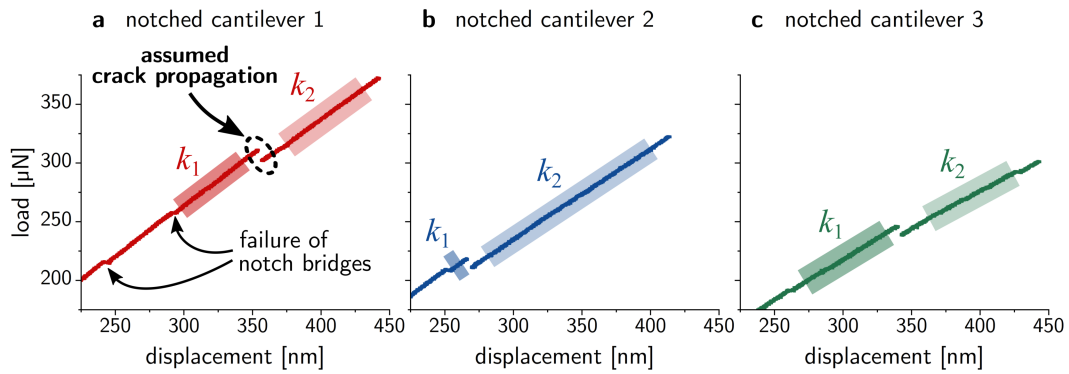 a notched cantilever 1
b notched cantilever 2
c notched cantilever 3
assumed
crack propagation
k2
k1
failure of
notch bridges
load [µN]
350
300
250
200
250 300 350 400 450
displacement [nm]
k2
k1
250 300 350 400 450
displacement [nm]
k2
k1
250 300 350 400 450
displacement [nm]